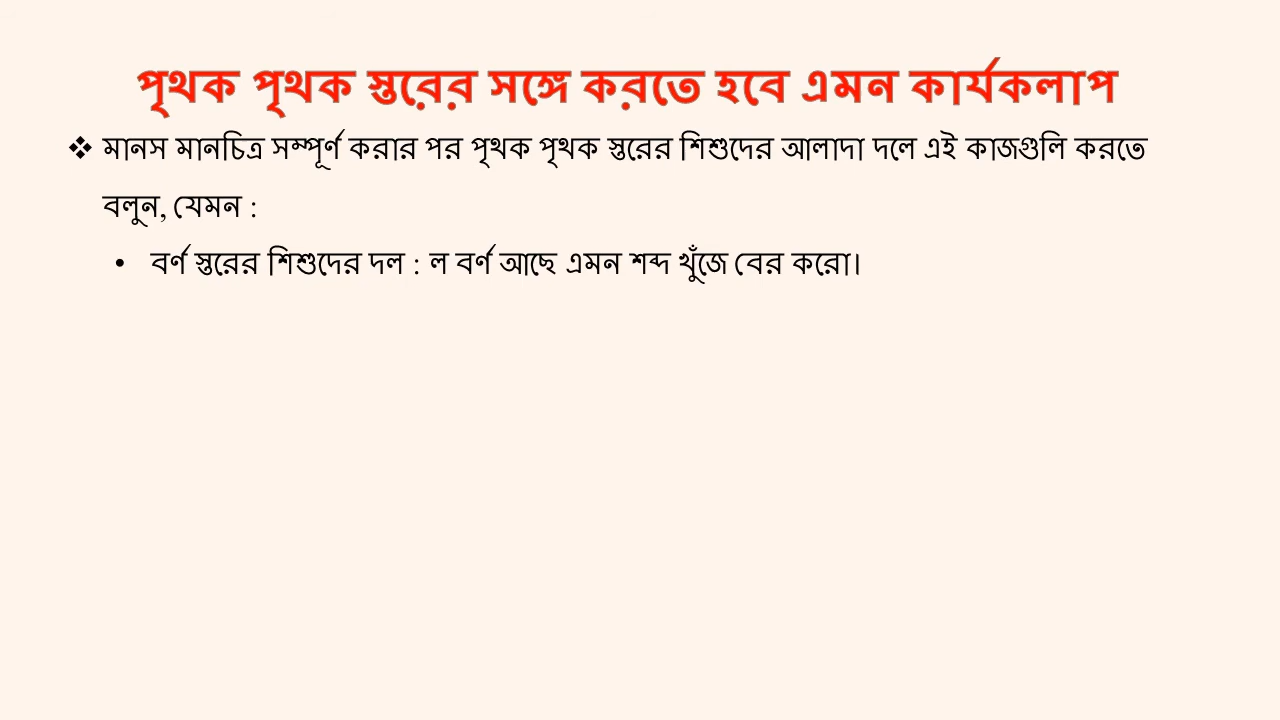 পৃথক পৃথক স্তরের সঙ্গে করতে হবে এমন কার্যকলাপ
❖ মানস মানচিত্র সম্পূর্ণ করার পর পৃথক পৃথক স্তরের শিশুদের আলাদা দলে এই কাজগুলি করতে
বলুন, যেমন :
• বর্ণ স্তরের শিশুদের দল : ল বর্ণ আছে এমন শব্দ খুঁজে বের করো।